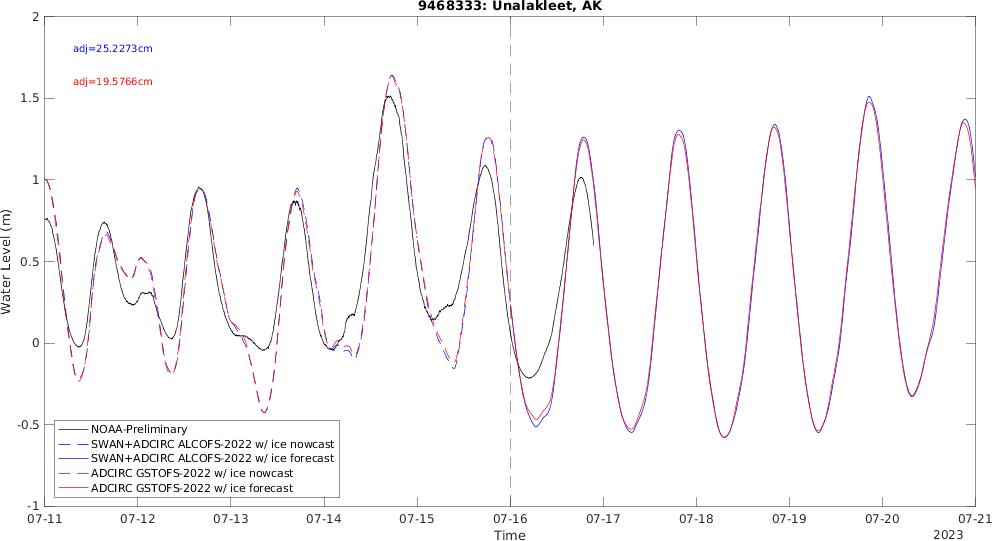 9468333: Unalakleet, AK
adj=25.2273cm
adj=19.5766cm
Water Level (m)
2
1.5
1
0.5
0
-0.5
-1
NOAA-Preliminary
SWAN+ADCIRC ALCOFS-2022 w/ ice nowcast
SWAN+ADCIRC ALCOFS-2022 w/ ice forecast
ADCIRC GSTOFS-2022 w/ ice nowcast
ADCIRC GSTOFS-2022 w/ ice forecast
07-11 07-12 07-13 07-14 07-15 07-16 07-17 07-18 07-19 07-20 07-21
Time
2023